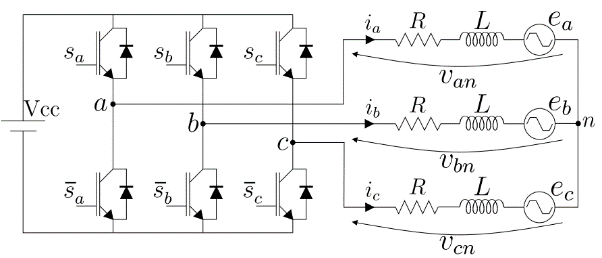 i_a R L e_a
s_a s_b s_c
v_an
Vcc a
i_b R L e_b
b n
c
v_bn
s̅_a s̅_b s̅_c
i_c R L e_c
v_cn